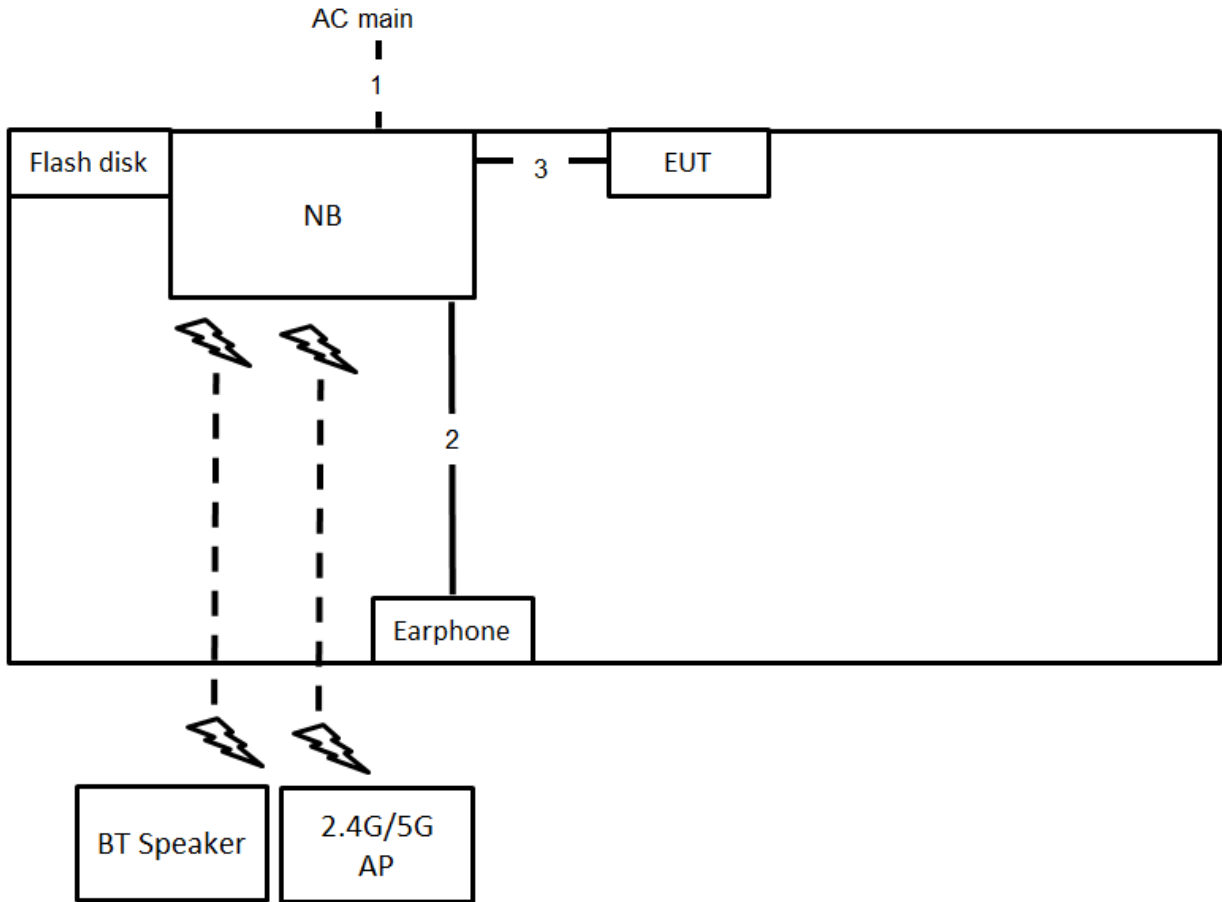 AC main
1
Flash disk
NB
3
EUT
2
Earphone
BT Speaker
2.4G/5G
AP